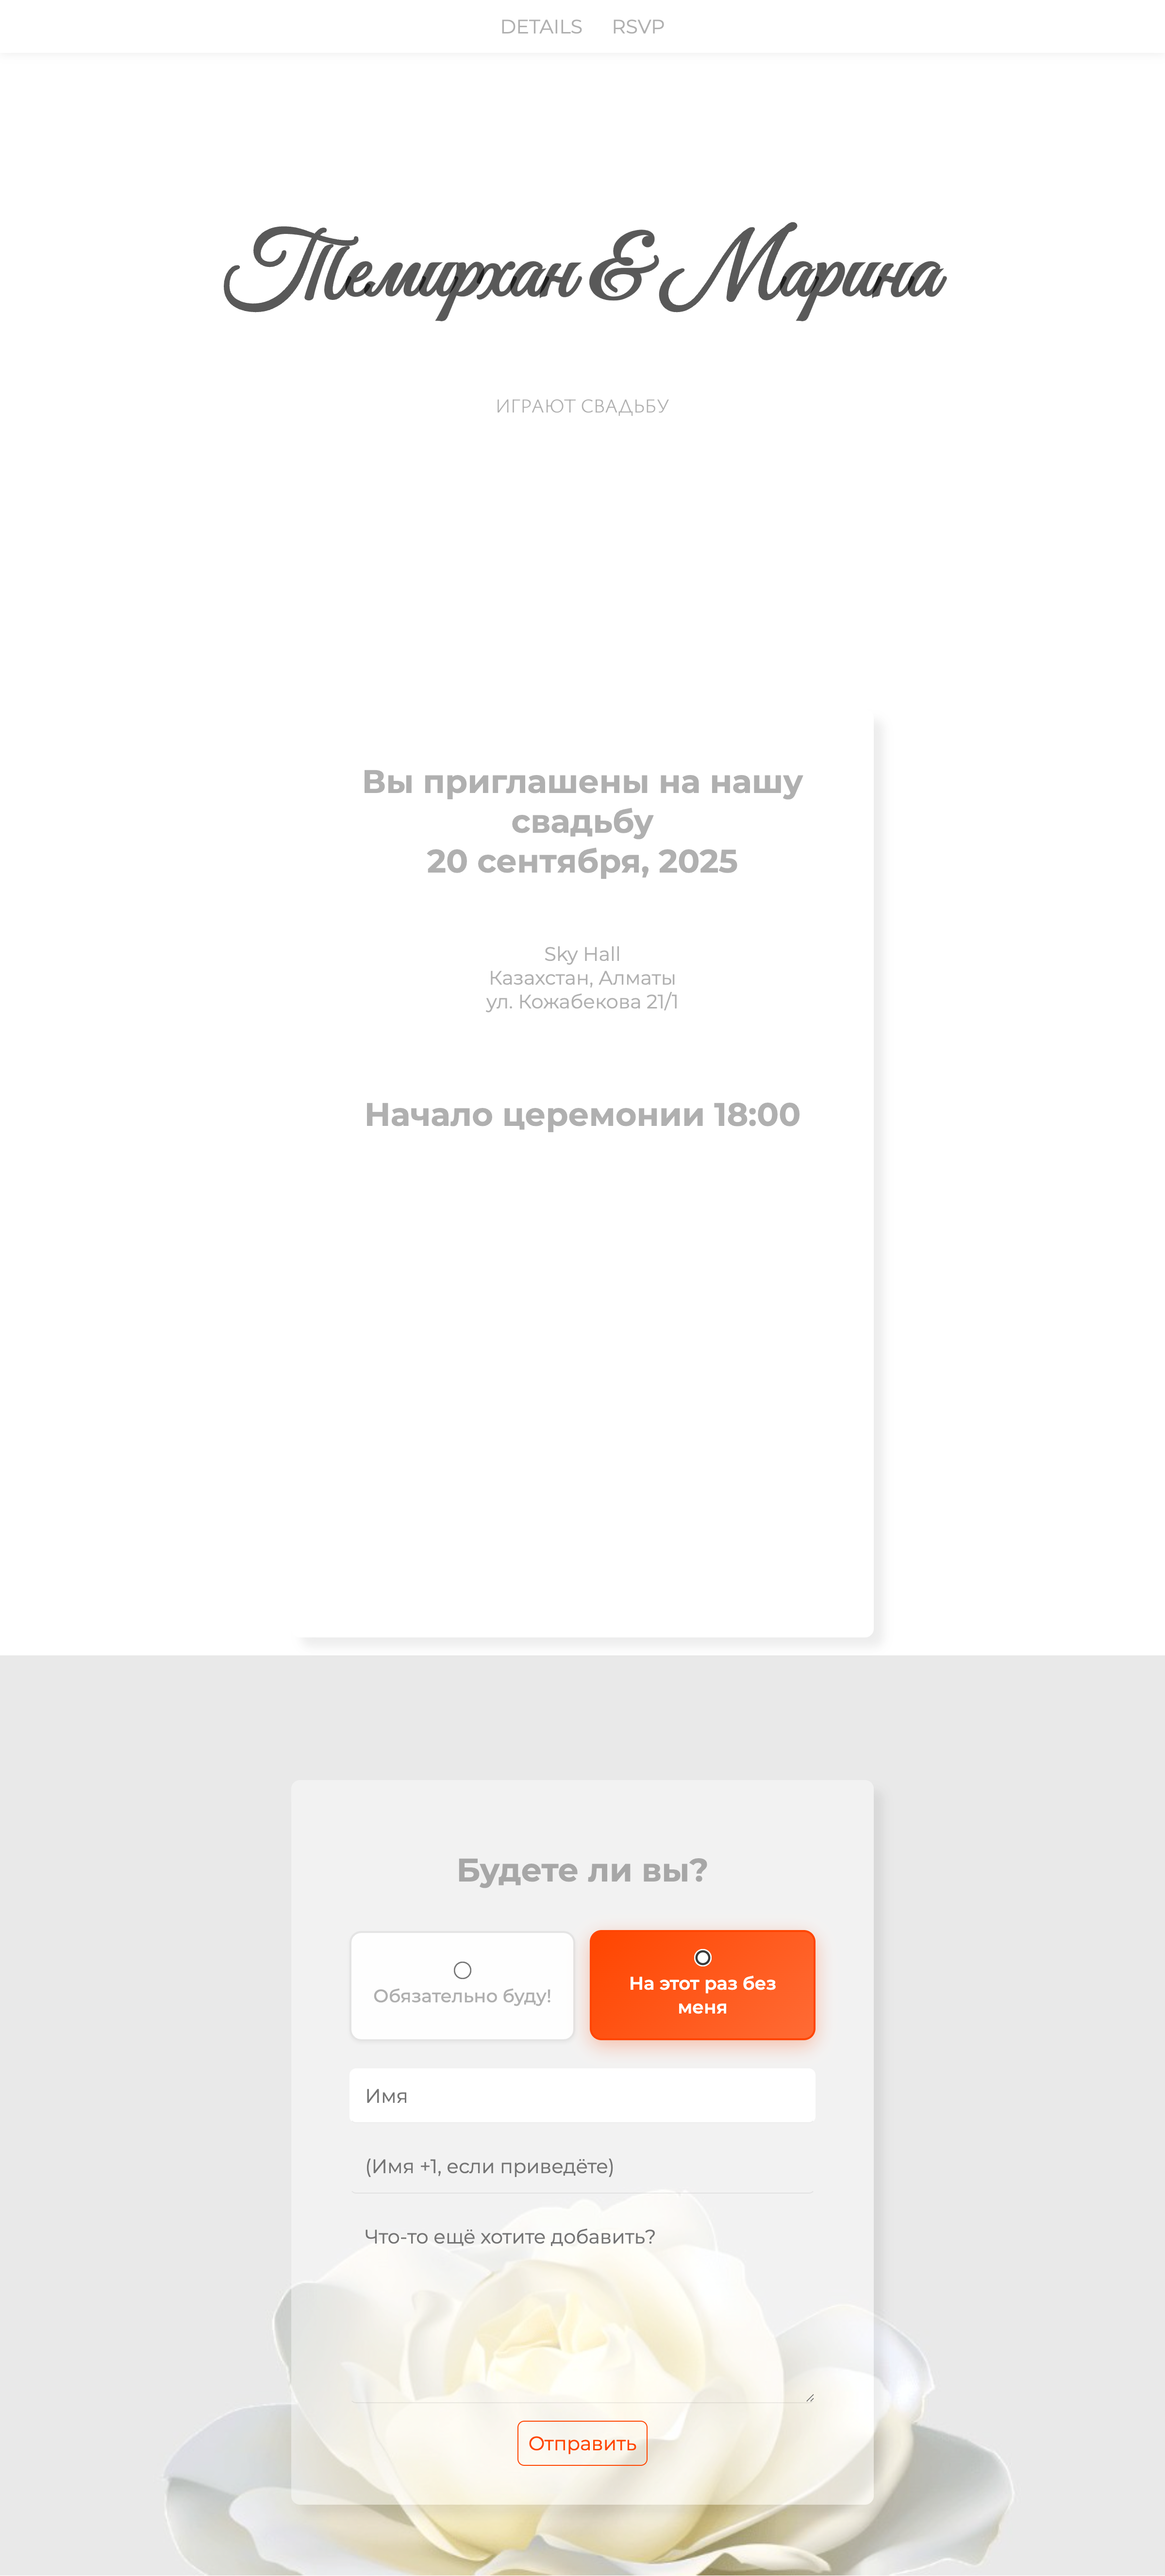 DETAILS RSVP
Темирхан & Марина
ИГРАЮТ СВАДЬБУ
Вы приглашены на нашу
свадьбу
20 сентября, 2025
Sky Hall
Казахстан, Алматы
ул. Кожабекова 21/1
Начало церемонии 18:00
Будете ли вы?
Обязательно буду!
На этот раз без
меня
Имя
(Имя +1, если приведёте)
Что-то ещё хотите добавить?
Отправить